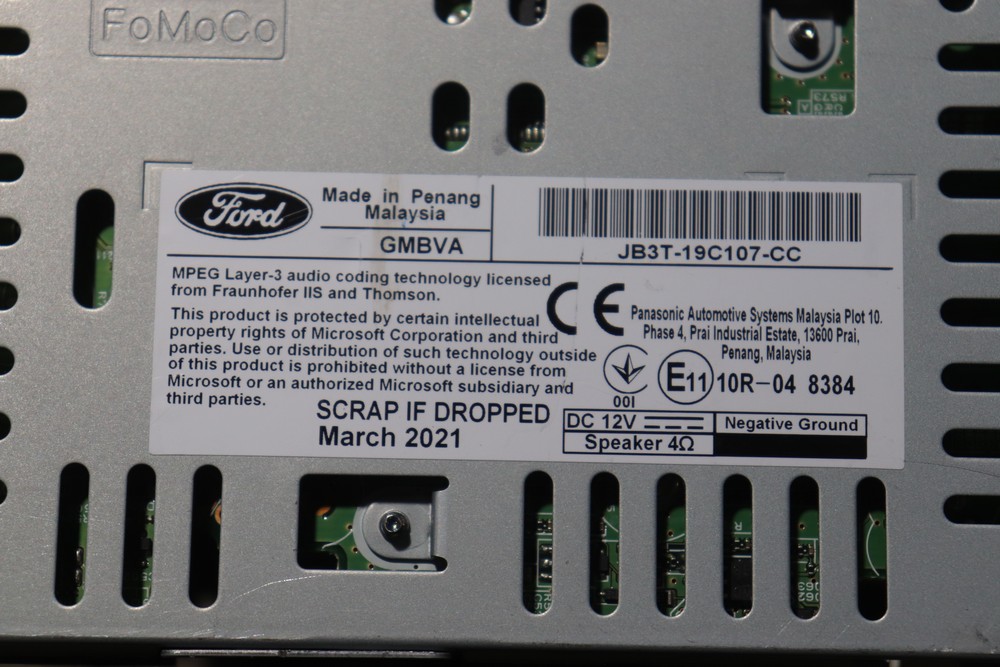 FoMoCo
Ford
Made in Penang
Malaysia
GMBVA
JB3T-19C107-CC
MPEG Layer-3 audio coding technology licensed
from Fraunhofer IIS and Thomson.
This product is protected by certain intellectual
property rights of Microsoft Corporation and third
parties. Use or distribution of such technology outside
of this product is prohibited without a license from
Microsoft or an authorized Microsoft subsidiary and
third parties.
CE
Panasonic Automotive Systems Malaysia Plot 10.
Phase 4, Prai Industrial Estate, 13600 Prai,
Penang, Malaysia
001
E11 10R-04 8384
SCRAP IF DROPPED
March 2021
DC 12V
Negative Ground
Speaker 4Ω
R573